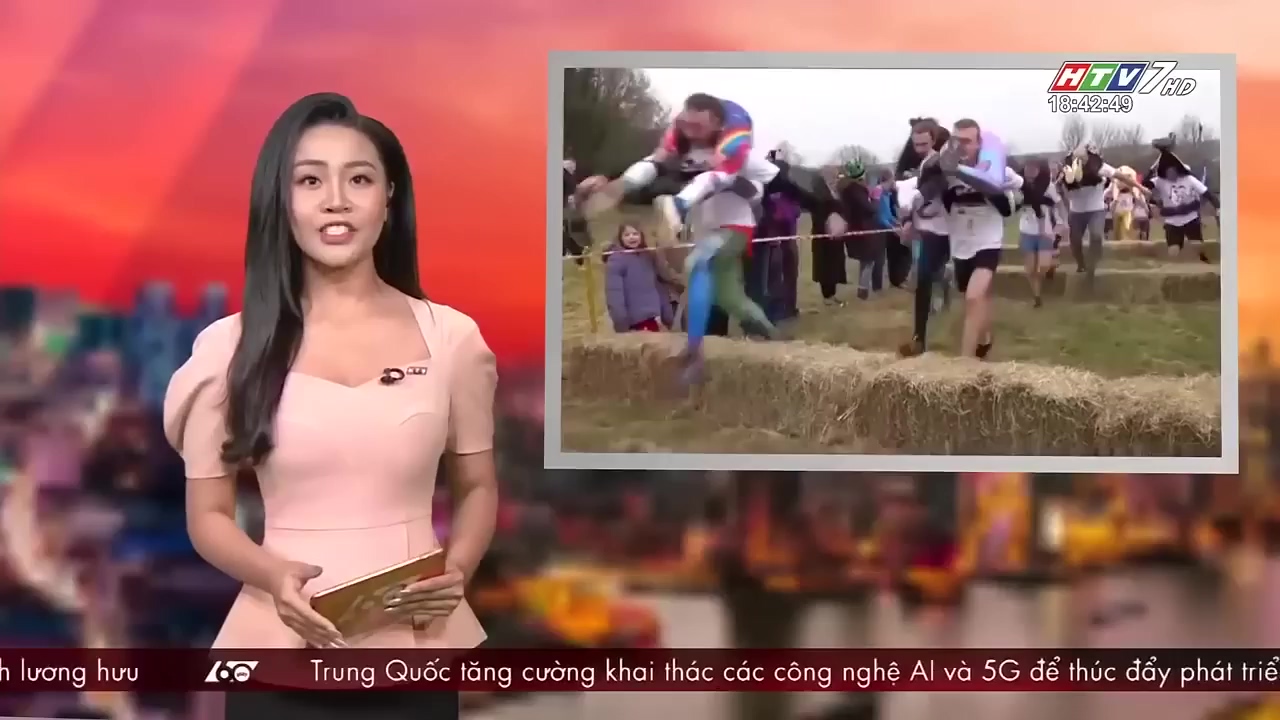 HTV7 HD
18:42:49
h lương hưu 60 giây Trung Quốc tăng cường khai thác các công nghệ AI và 5G để thúc đẩy phát triể